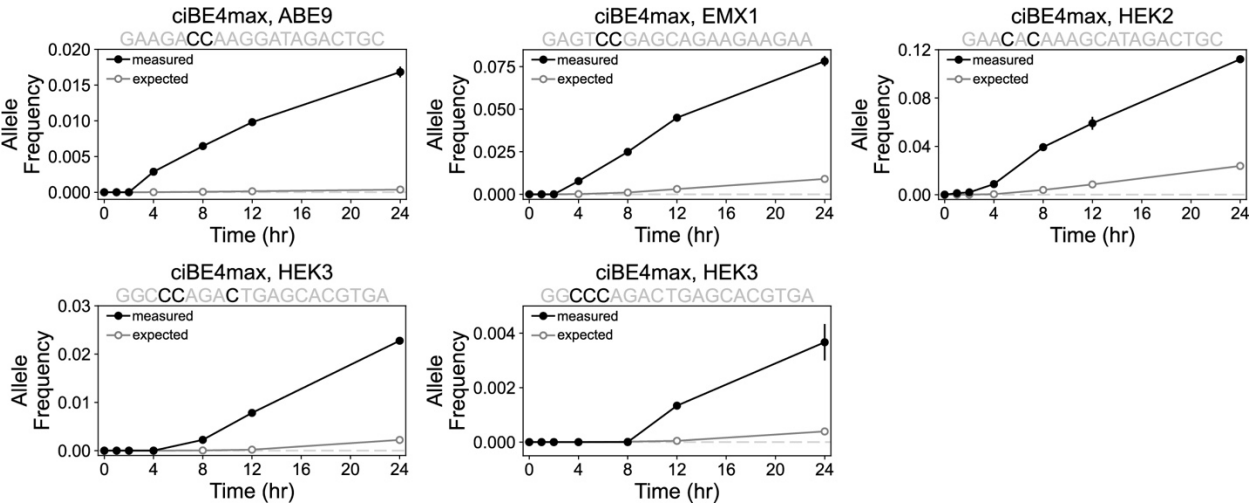 ciBE4max, ABE9
GAAGACCAAGGATAGACTGC
Allele Frequency
0.020
0.015
0.010
0.005
0.000
measured
expected
0 4 8 12 16 20 24
Time (hr)
ciBE4max, EMX1
GAGTCCGAGCAGAAGAAGAA
Allele Frequency
0.075
0.050
0.025
0.000
measured
expected
0 4 8 12 16 20 24
Time (hr)
ciBE4max, HEK2
GAACACAAAGCATAGACTGC
Allele Frequency
0.12
0.08
0.04
0.00
measured
expected
0 4 8 12 16 20 24
Time (hr)
ciBE4max, HEK3
GGCCCAGACTGAGCACGTGA
Allele Frequency
0.03
0.02
0.01
0.00
measured
expected
0 4 8 12 16 20 24
Time (hr)
ciBE4max, HEK3
GGCCCAGACTGAGCACGTGA
Allele Frequency
0.004
0.002
0.000
measured
expected
0 4 8 12 16 20 24
Time (hr)